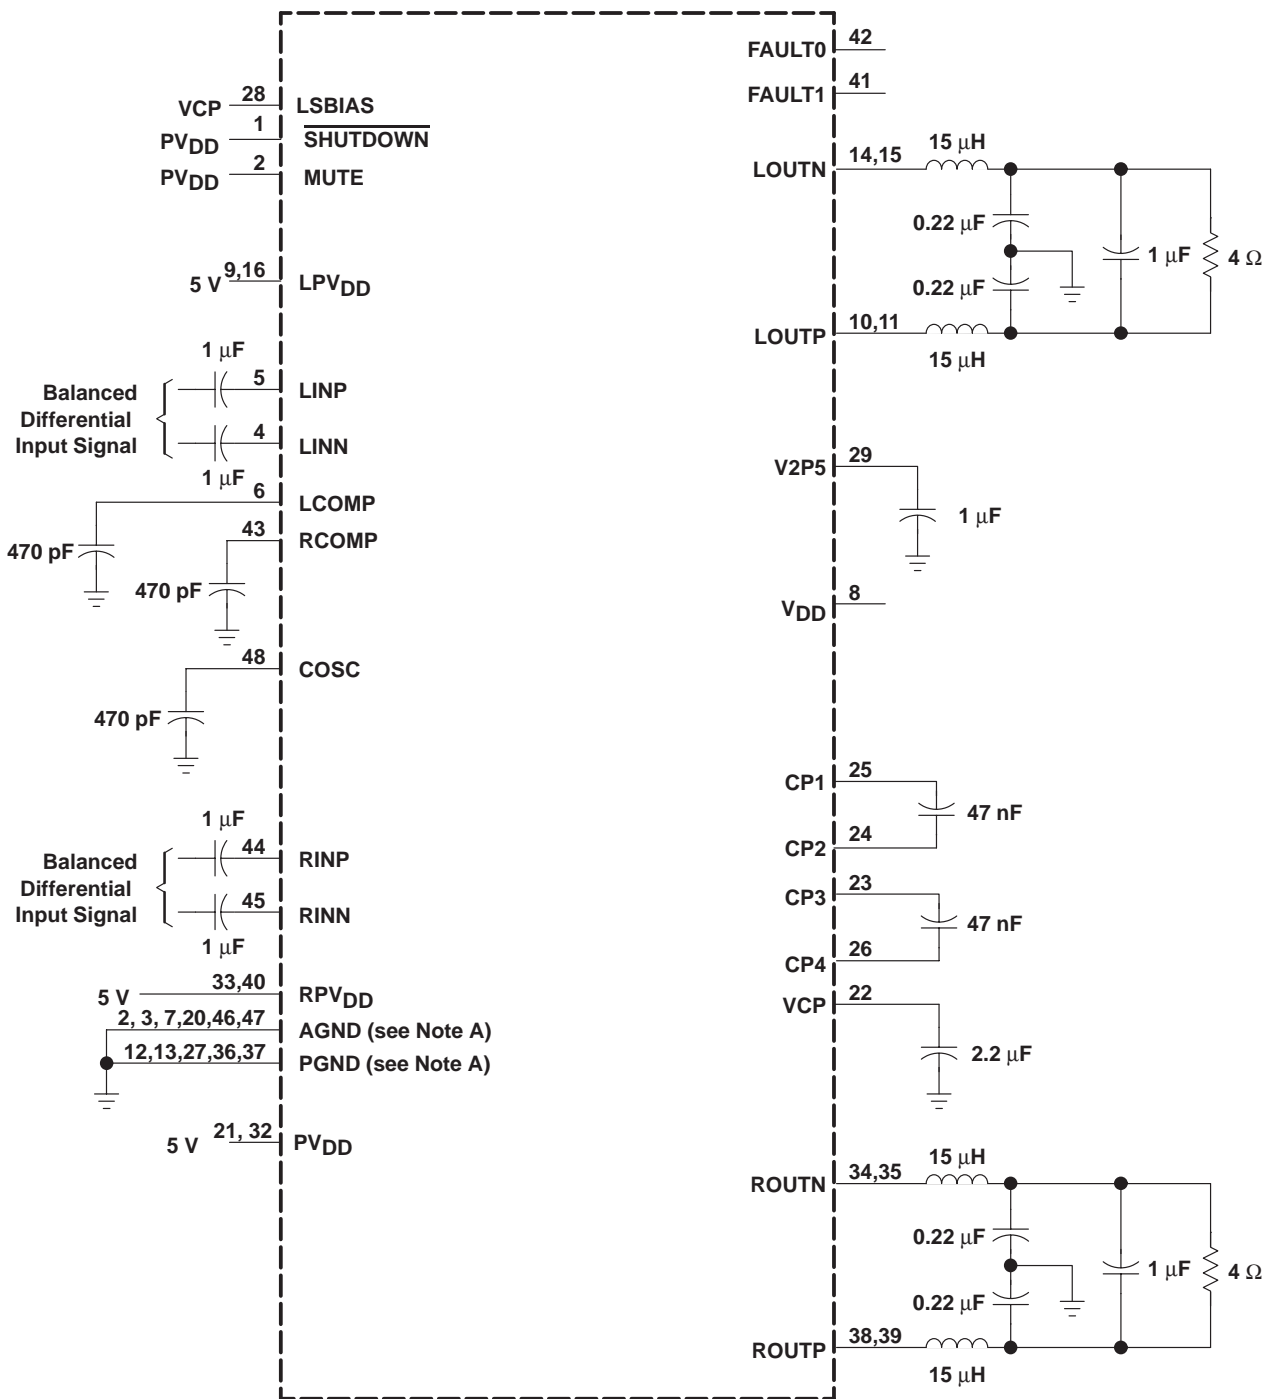 FAULT0
42
FAULT1
41
VCP
28
LSBIAS
PVDD
1
SHUTDOWN
PVDD
2
MUTE
LOUTN
14,15
15 μH
0.22 μF
0.22 μF
1 μF
4 Ω
LOUTP
10,11
15 μH
5 V
9,16
LPVDD
1 μF
Balanced
Differential
Input Signal
5
LINP
4
LINN
1 μF
6
LCOMP
470 pF
43
RCOMP
470 pF
V2P5
29
1 μF
VDD
8
48
COSC
470 pF
CP1
25
47 nF
CP2
24
CP3
23
47 nF
CP4
26
VCP
22
2.2 μF
1 μF
Balanced
Differential
Input Signal
44
RINP
45
RINN
1 μF
5 V
33,40
RPVDD
2, 3, 7,20,46,47
AGND (see Note A)
12,13,27,36,37
PGND (see Note A)
5 V
21, 32
PVDD
ROUTN
34,35
15 μH
0.22 μF
0.22 μF
1 μF
4 Ω
ROUTP
38,39
15 μH